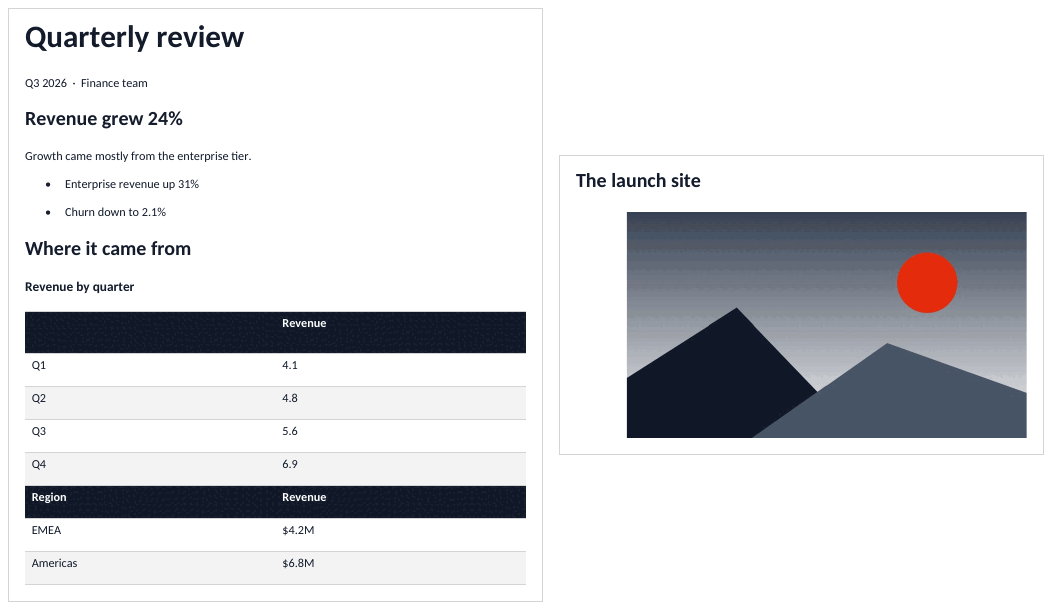 Quarterly review
Q3 2026 · Finance team
Revenue grew 24%
Growth came mostly from the enterprise tier.
• Enterprise revenue up 31%
• Churn down to 2.1%
Where it came from
Revenue by quarter
Revenue
Q1 4.1
Q2 4.8
Q3 5.6
Q4 6.9
Region Revenue
EMEA $4.2M
Americas $6.8M
The launch site